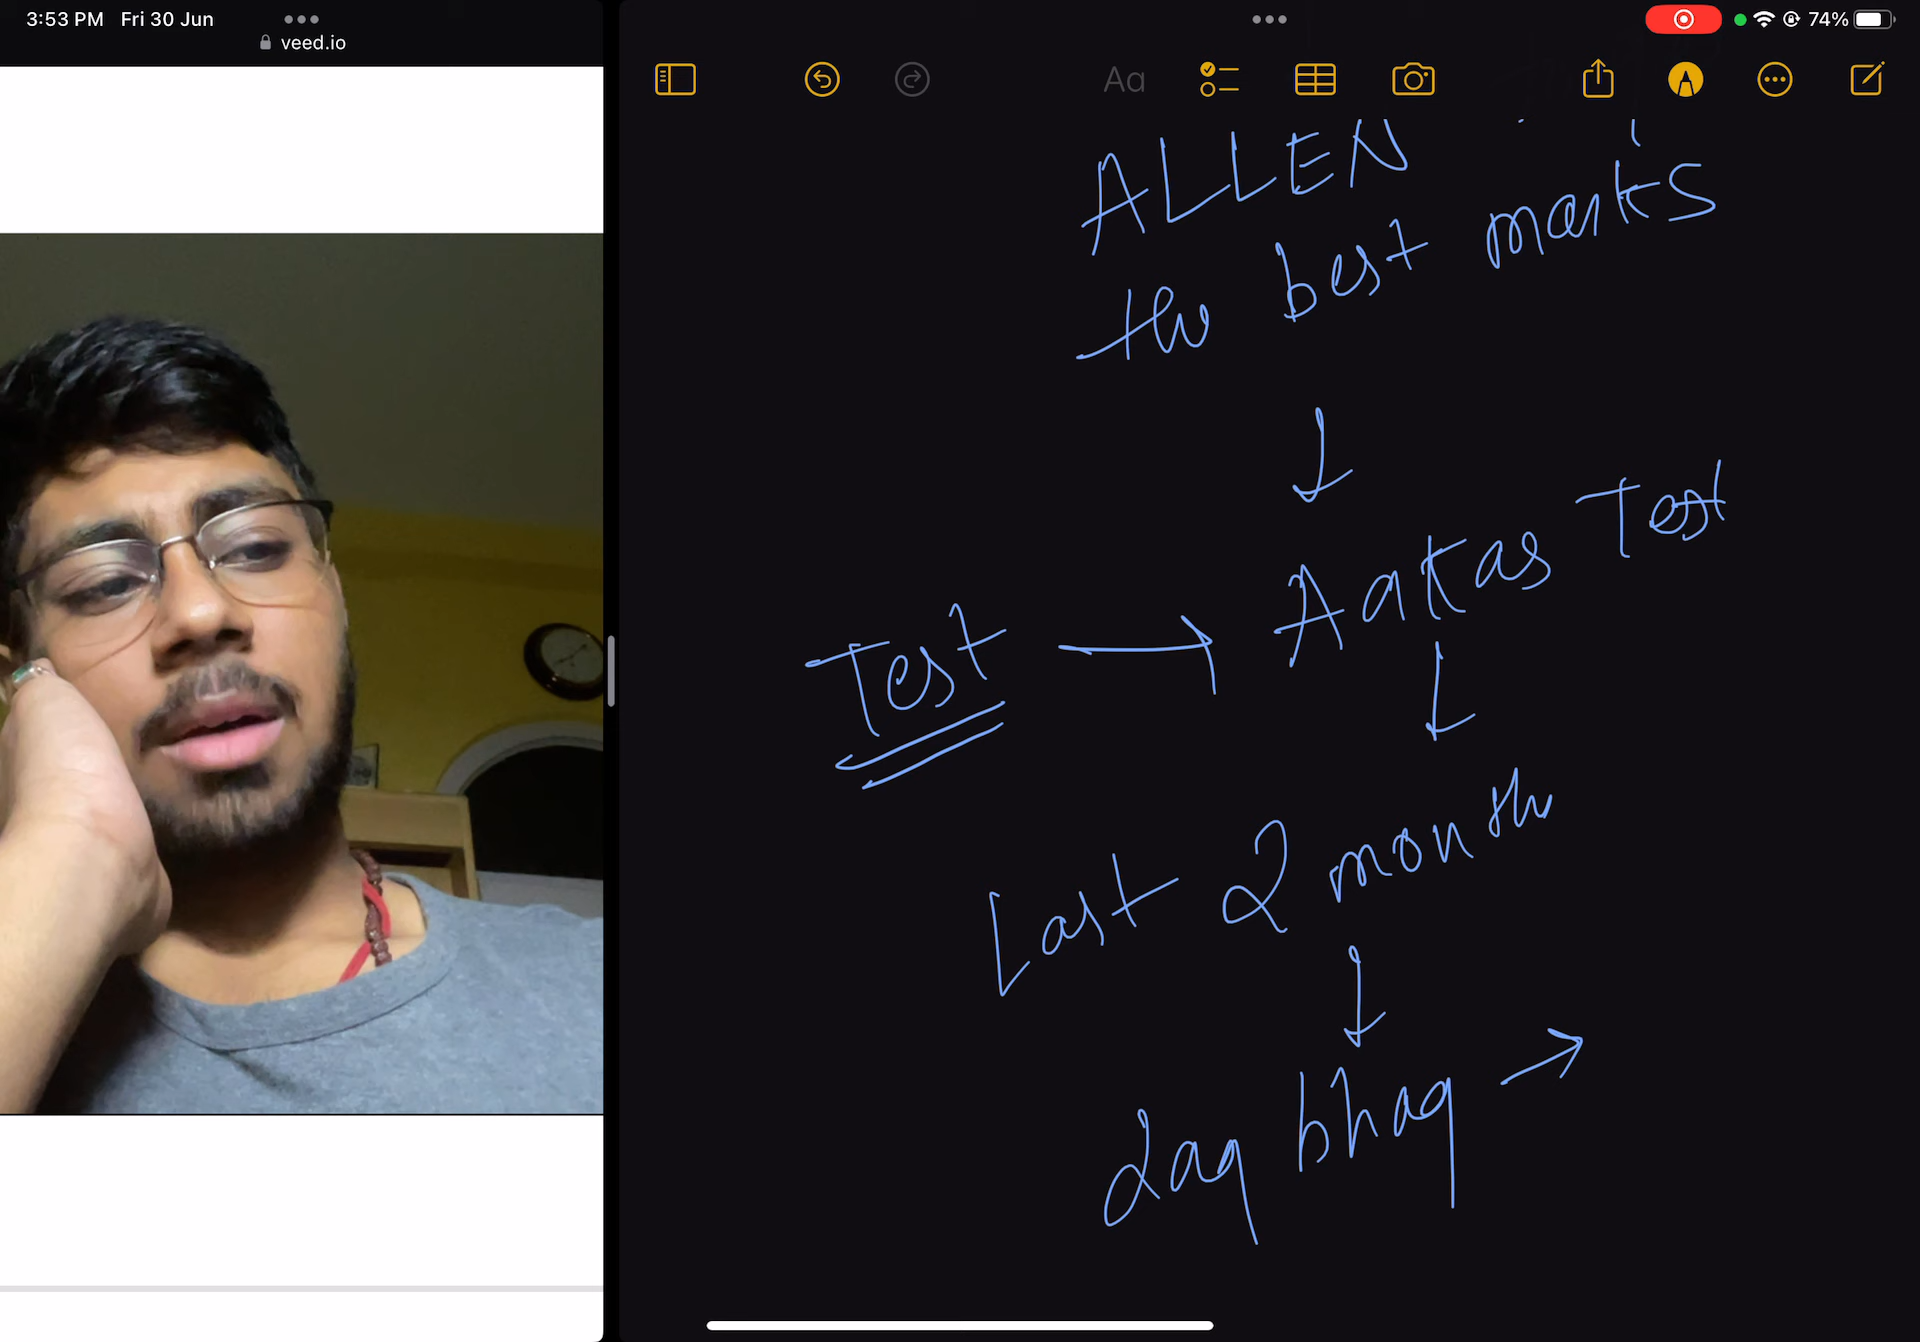 3:53 PM Fri 30 Jun
veed.io
74%
Aa
ALLEN
the best marks
Aakas Test
Test
Last 2 month
lag bhag